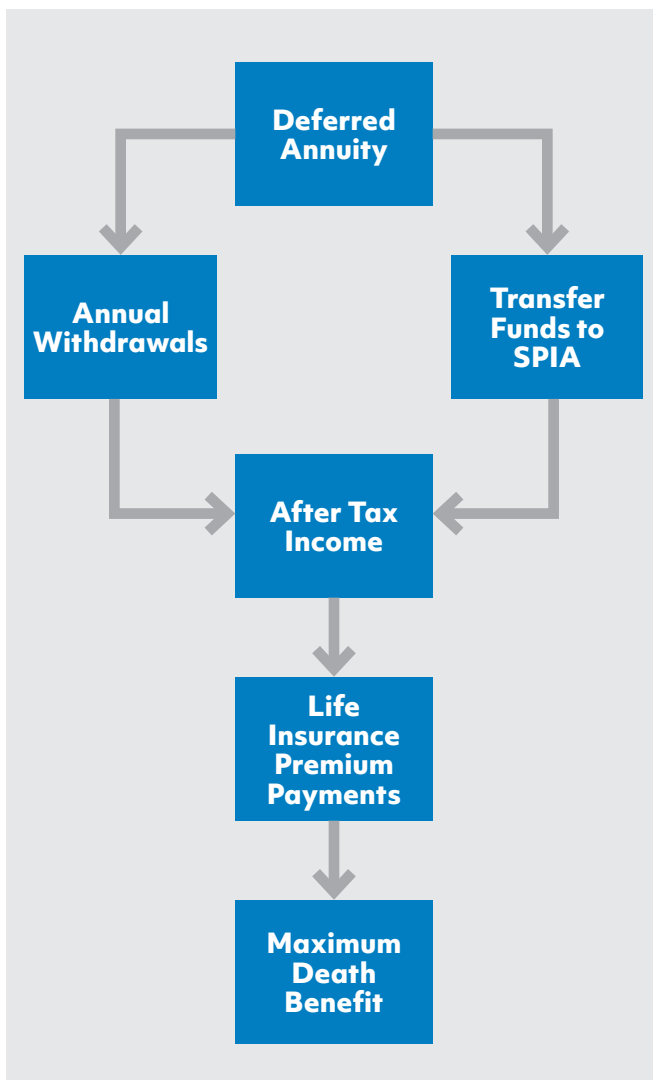 Deferred
Annuity
Annual
Withdrawals
Transfer
Funds to
SPIA
After Tax
Income
Life
Insurance
Premium
Payments
Maximum
Death
Benefit